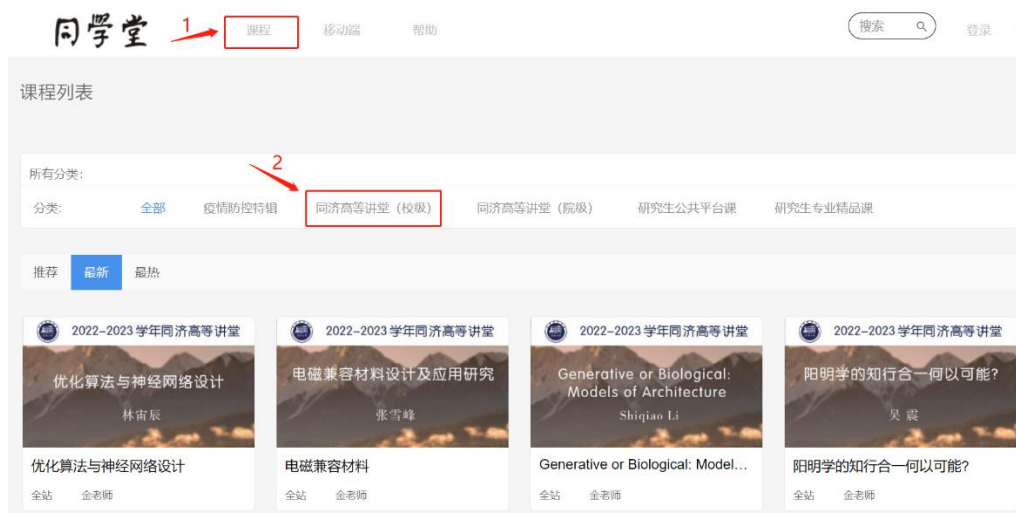 同学堂 1 课程 移动端 帮助 搜索 登录
课程列表
2
所有分类:
分类: 全部 疫情防控特辑 同济高等讲堂（校级） 同济高等讲堂（院级） 研究生公共平台课 研究生专业精品课
推荐 最新 最热
2022-2023 学年同济高等讲堂
优化算法与神经网络设计
林宙辰
优化算法与神经网络设计
全站 金老师
2022-2023 学年同济高等讲堂
电磁兼容材料设计及应用研究
张雪峰
电磁兼容材料
全站 金老师
2022-2023 学年同济高等讲堂
Generative or Biological:
Models of Architecture
Shiqiao Li
Generative or Biological: Model...
全站 金老师
2022-2023 学年同济高等讲堂
阳明学的知行合一何以可能?
吴震
阳明学的知行合一何以可能?
全站 金老师